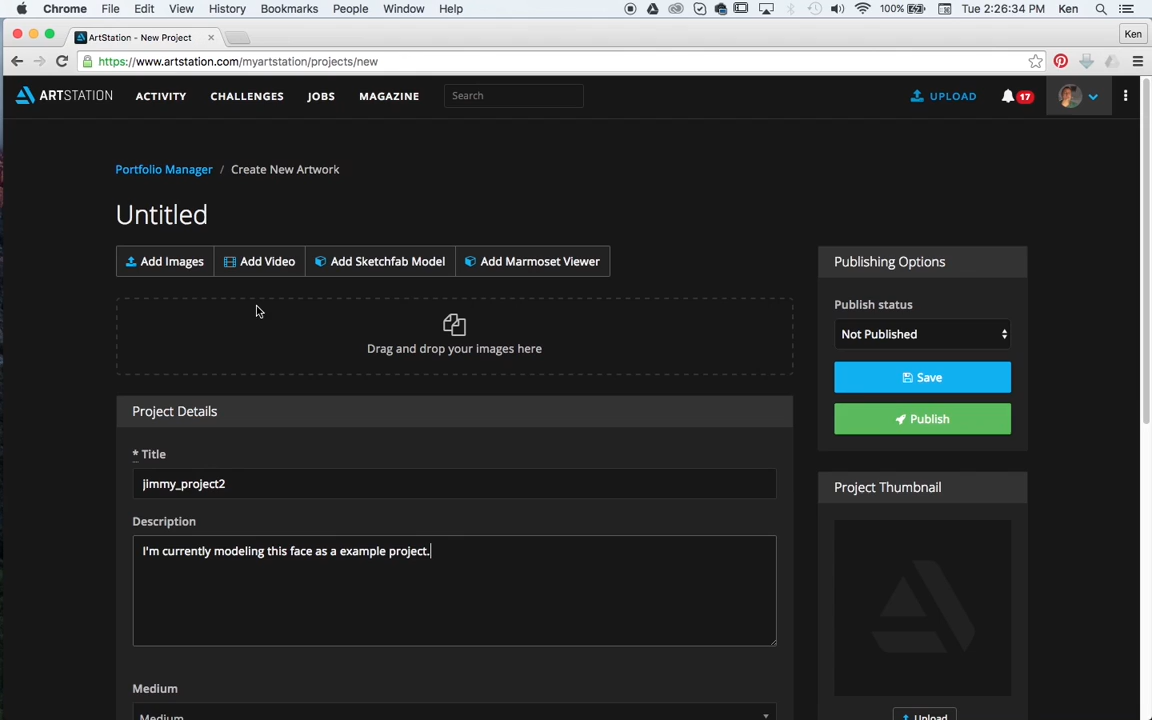 Chrome File Edit View History Bookmarks People Window Help 100% Tue 2:26:34 PM Ken
ArtStation - New Project Ken
https://www.artstation.com/myartstation/projects/new
ARTSTATION ACTIVITY CHALLENGES JOBS MAGAZINE Search UPLOAD 17
Portfolio Manager / Create New Artwork
Untitled
Add Images Add Video Add Sketchfab Model Add Marmoset Viewer
Publishing Options
Publish status
Not Published
Drag and drop your images here
Save
Publish
Project Details
* Title
jimmy_project2
Project Thumbnail
Description
I'm currently modeling this face as a example project.
Medium
Medium
Upload